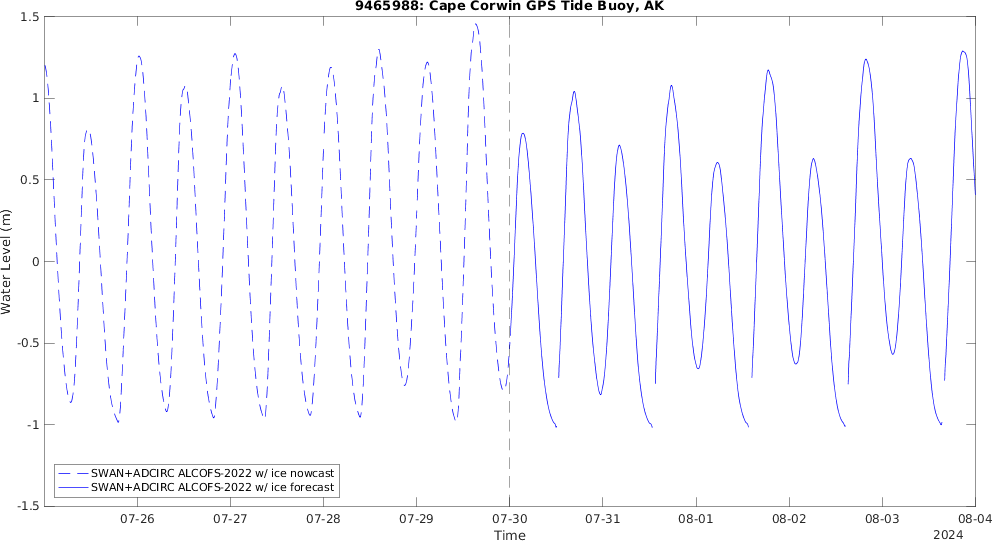 9465988: Cape Corwin GPS Tide Buoy, AK
1.5
1
0.5
0
-0.5
-1
-1.5
Water Level (m)
SWAN+ADCIRC ALCOFS-2022 w/ ice nowcast
SWAN+ADCIRC ALCOFS-2022 w/ ice forecast
07-26 07-27 07-28 07-29 07-30 07-31 08-01 08-02 08-03 08-04
Time
2024